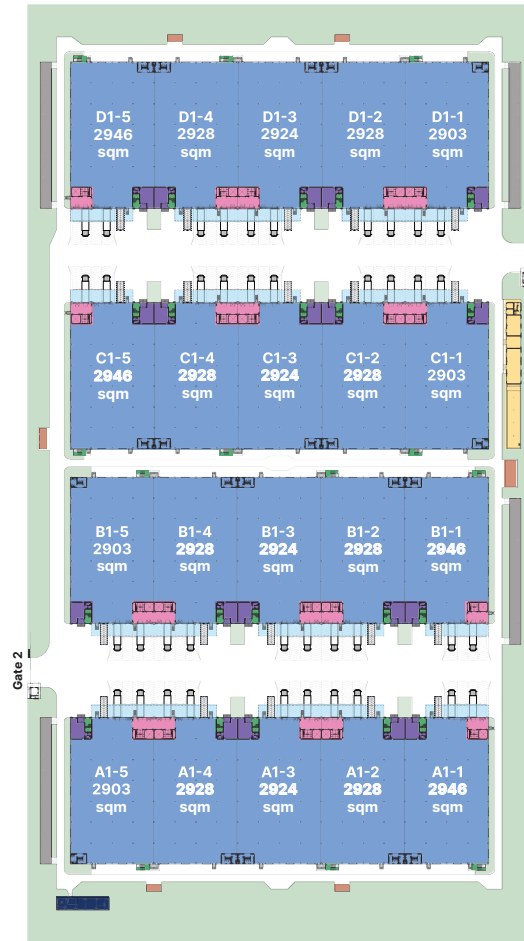 D1-5
2946
sqm
D1-4
2928
sqm
D1-3
2924
sqm
D1-2
2928
sqm
D1-1
2903
sqm
C1-5
2946
sqm
C1-4
2928
sqm
C1-3
2924
sqm
C1-2
2928
sqm
C1-1
2903
sqm
B1-5
2903
sqm
B1-4
2928
sqm
B1-3
2924
sqm
B1-2
2928
sqm
B1-1
2946
sqm
Gate 2
A1-5
2903
sqm
A1-4
2928
sqm
A1-3
2924
sqm
A1-2
2928
sqm
A1-1
2946
sqm